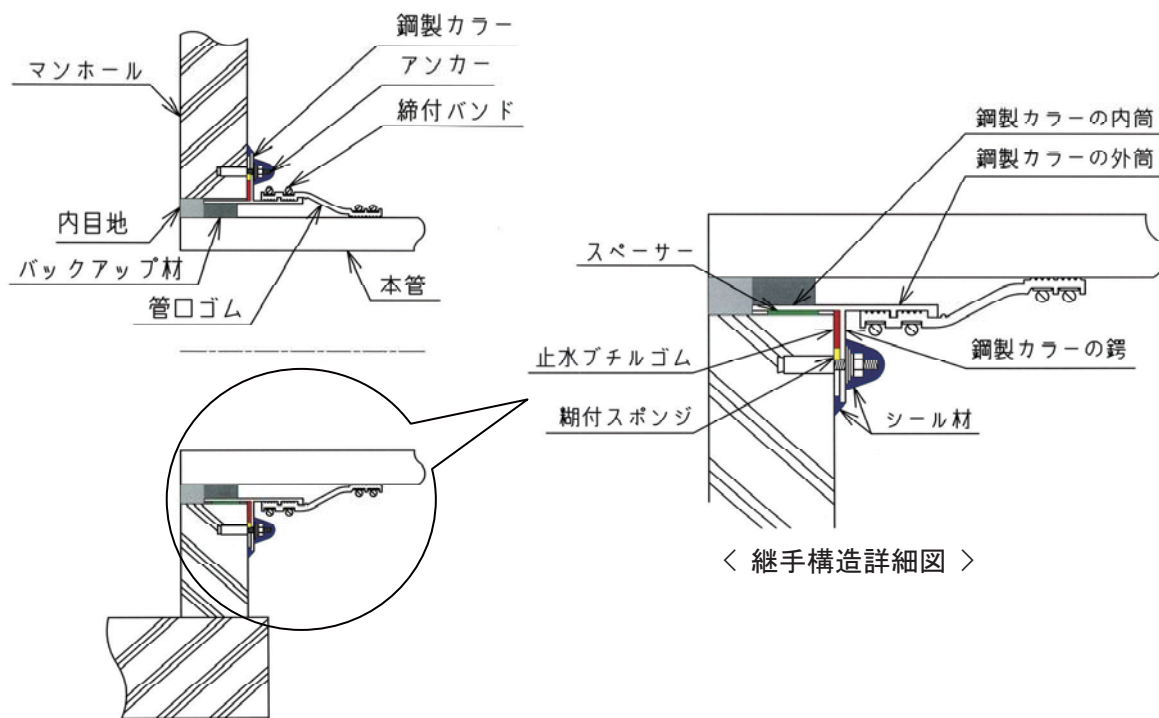 鋼製カラー
アンカー
締付バンド
マンホール
内目地
バックアップ材
管口ゴム
本管
鋼製カラーの内筒
鋼製カラーの外筒
スペーサー
止水ブチルゴム
鋼製カラーの鍔
糊付スポンジ
シール材
< 継手構造詳細図 >